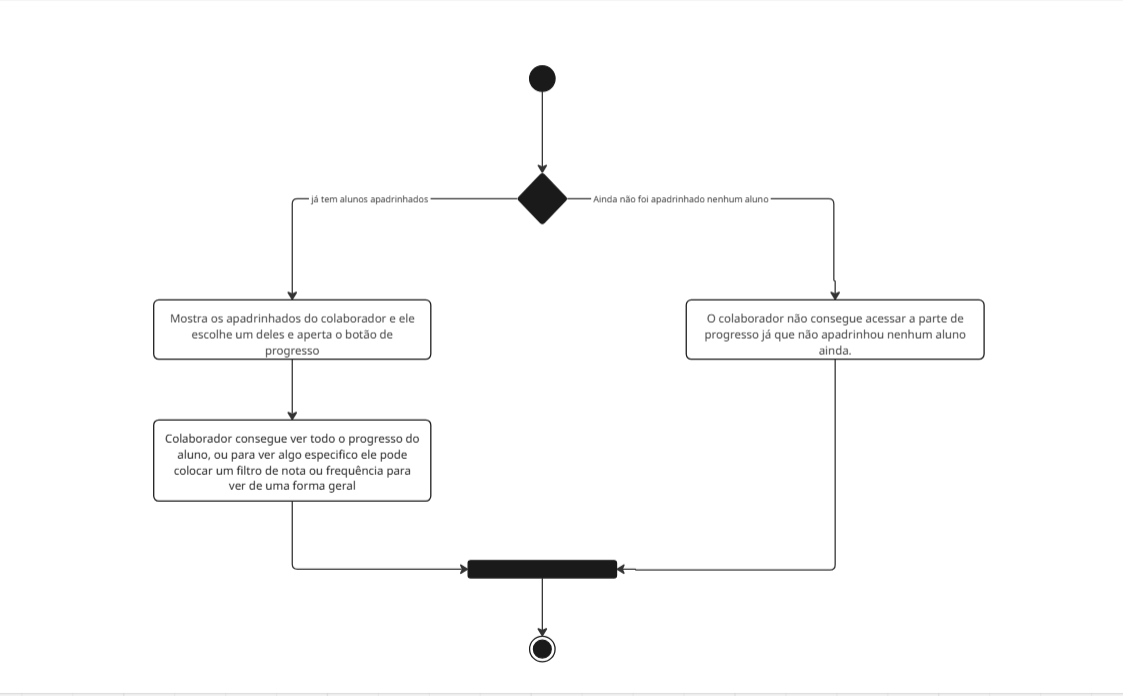 já tem alunos apadrinhados
Ainda não foi apadrinhado nenhum aluno
Mostra os apadrinhados do colaborador e ele
escolhe um deles e aperta o botão de
progresso
O colaborador não consegue acessar a parte de
progresso já que não apadrinhou nenhum aluno
ainda.
Colaborador consegue ver todo o progresso do
aluno, ou para ver algo especifico ele pode
colocar um filtro de nota ou frequência para
ver de uma forma geral